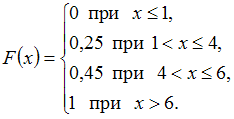 F(x) = { 0 при x ≤ 1,
0,25 при 1 < x ≤ 4,
0,45 при 4 < x ≤ 6,
1 при x > 6.